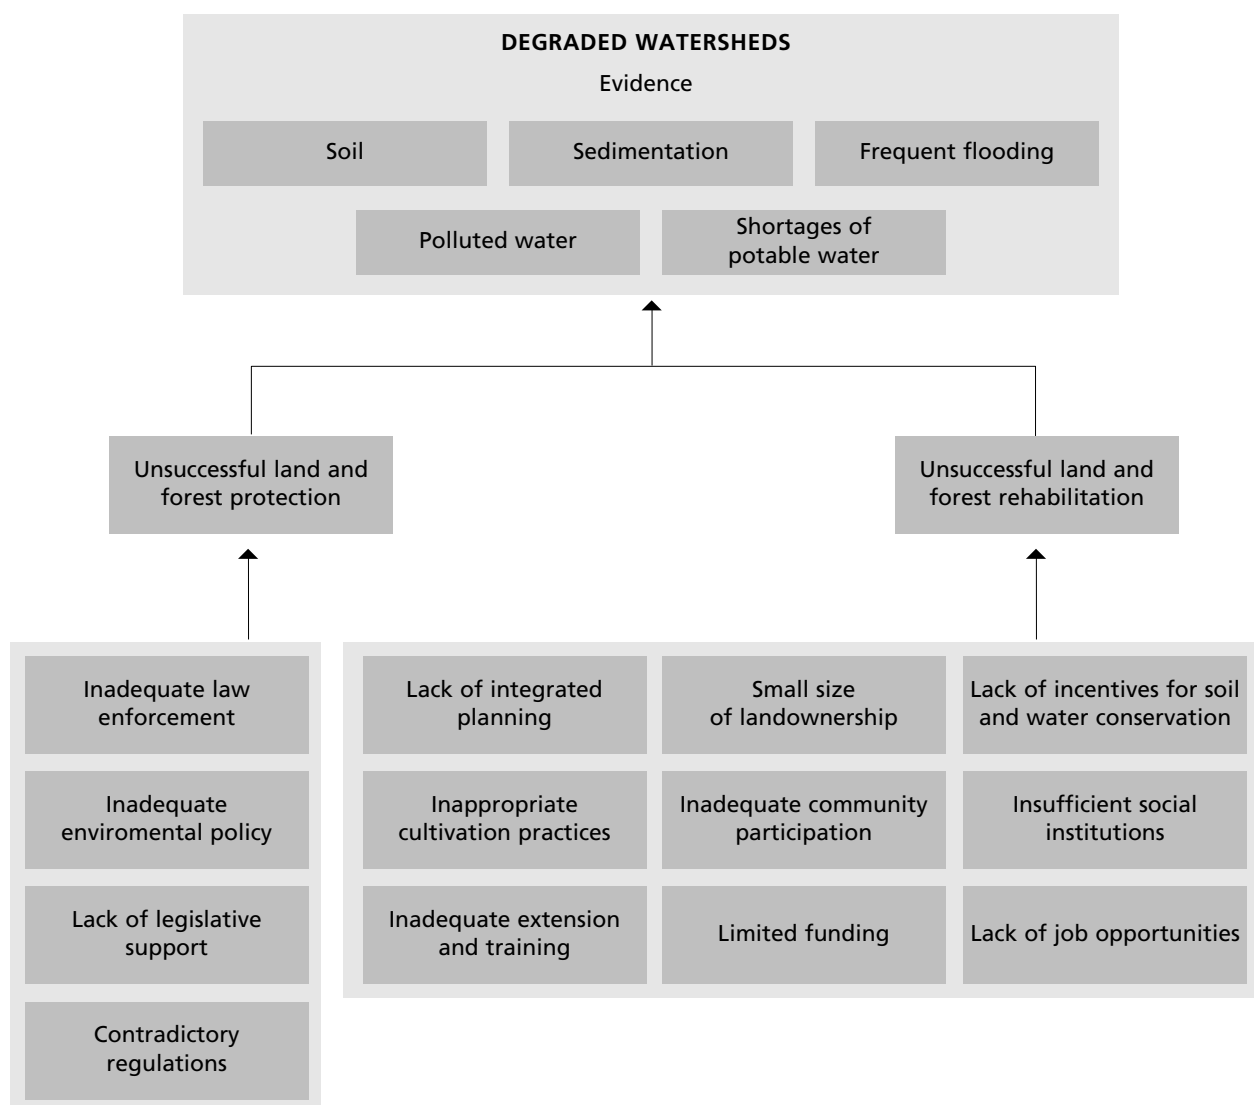 DEGRADED WATERSHEDS
Evidence
Soil
Sedimentation
Frequent flooding
Polluted water
Shortages of
potable water
Unsuccessful land and
forest protection
Unsuccessful land and
forest rehabilitation
Inadequate law
enforcement
Inadequate
enviromental policy
Lack of legislative
support
Contradictory
regulations
Lack of integrated
planning
Small size
of landownership
Lack of incentives for soil
and water conservation
Inappropriate
cultivation practices
Inadequate community
participation
Insufficient social
institutions
Inadequate extension
and training
Limited funding
Lack of job opportunities